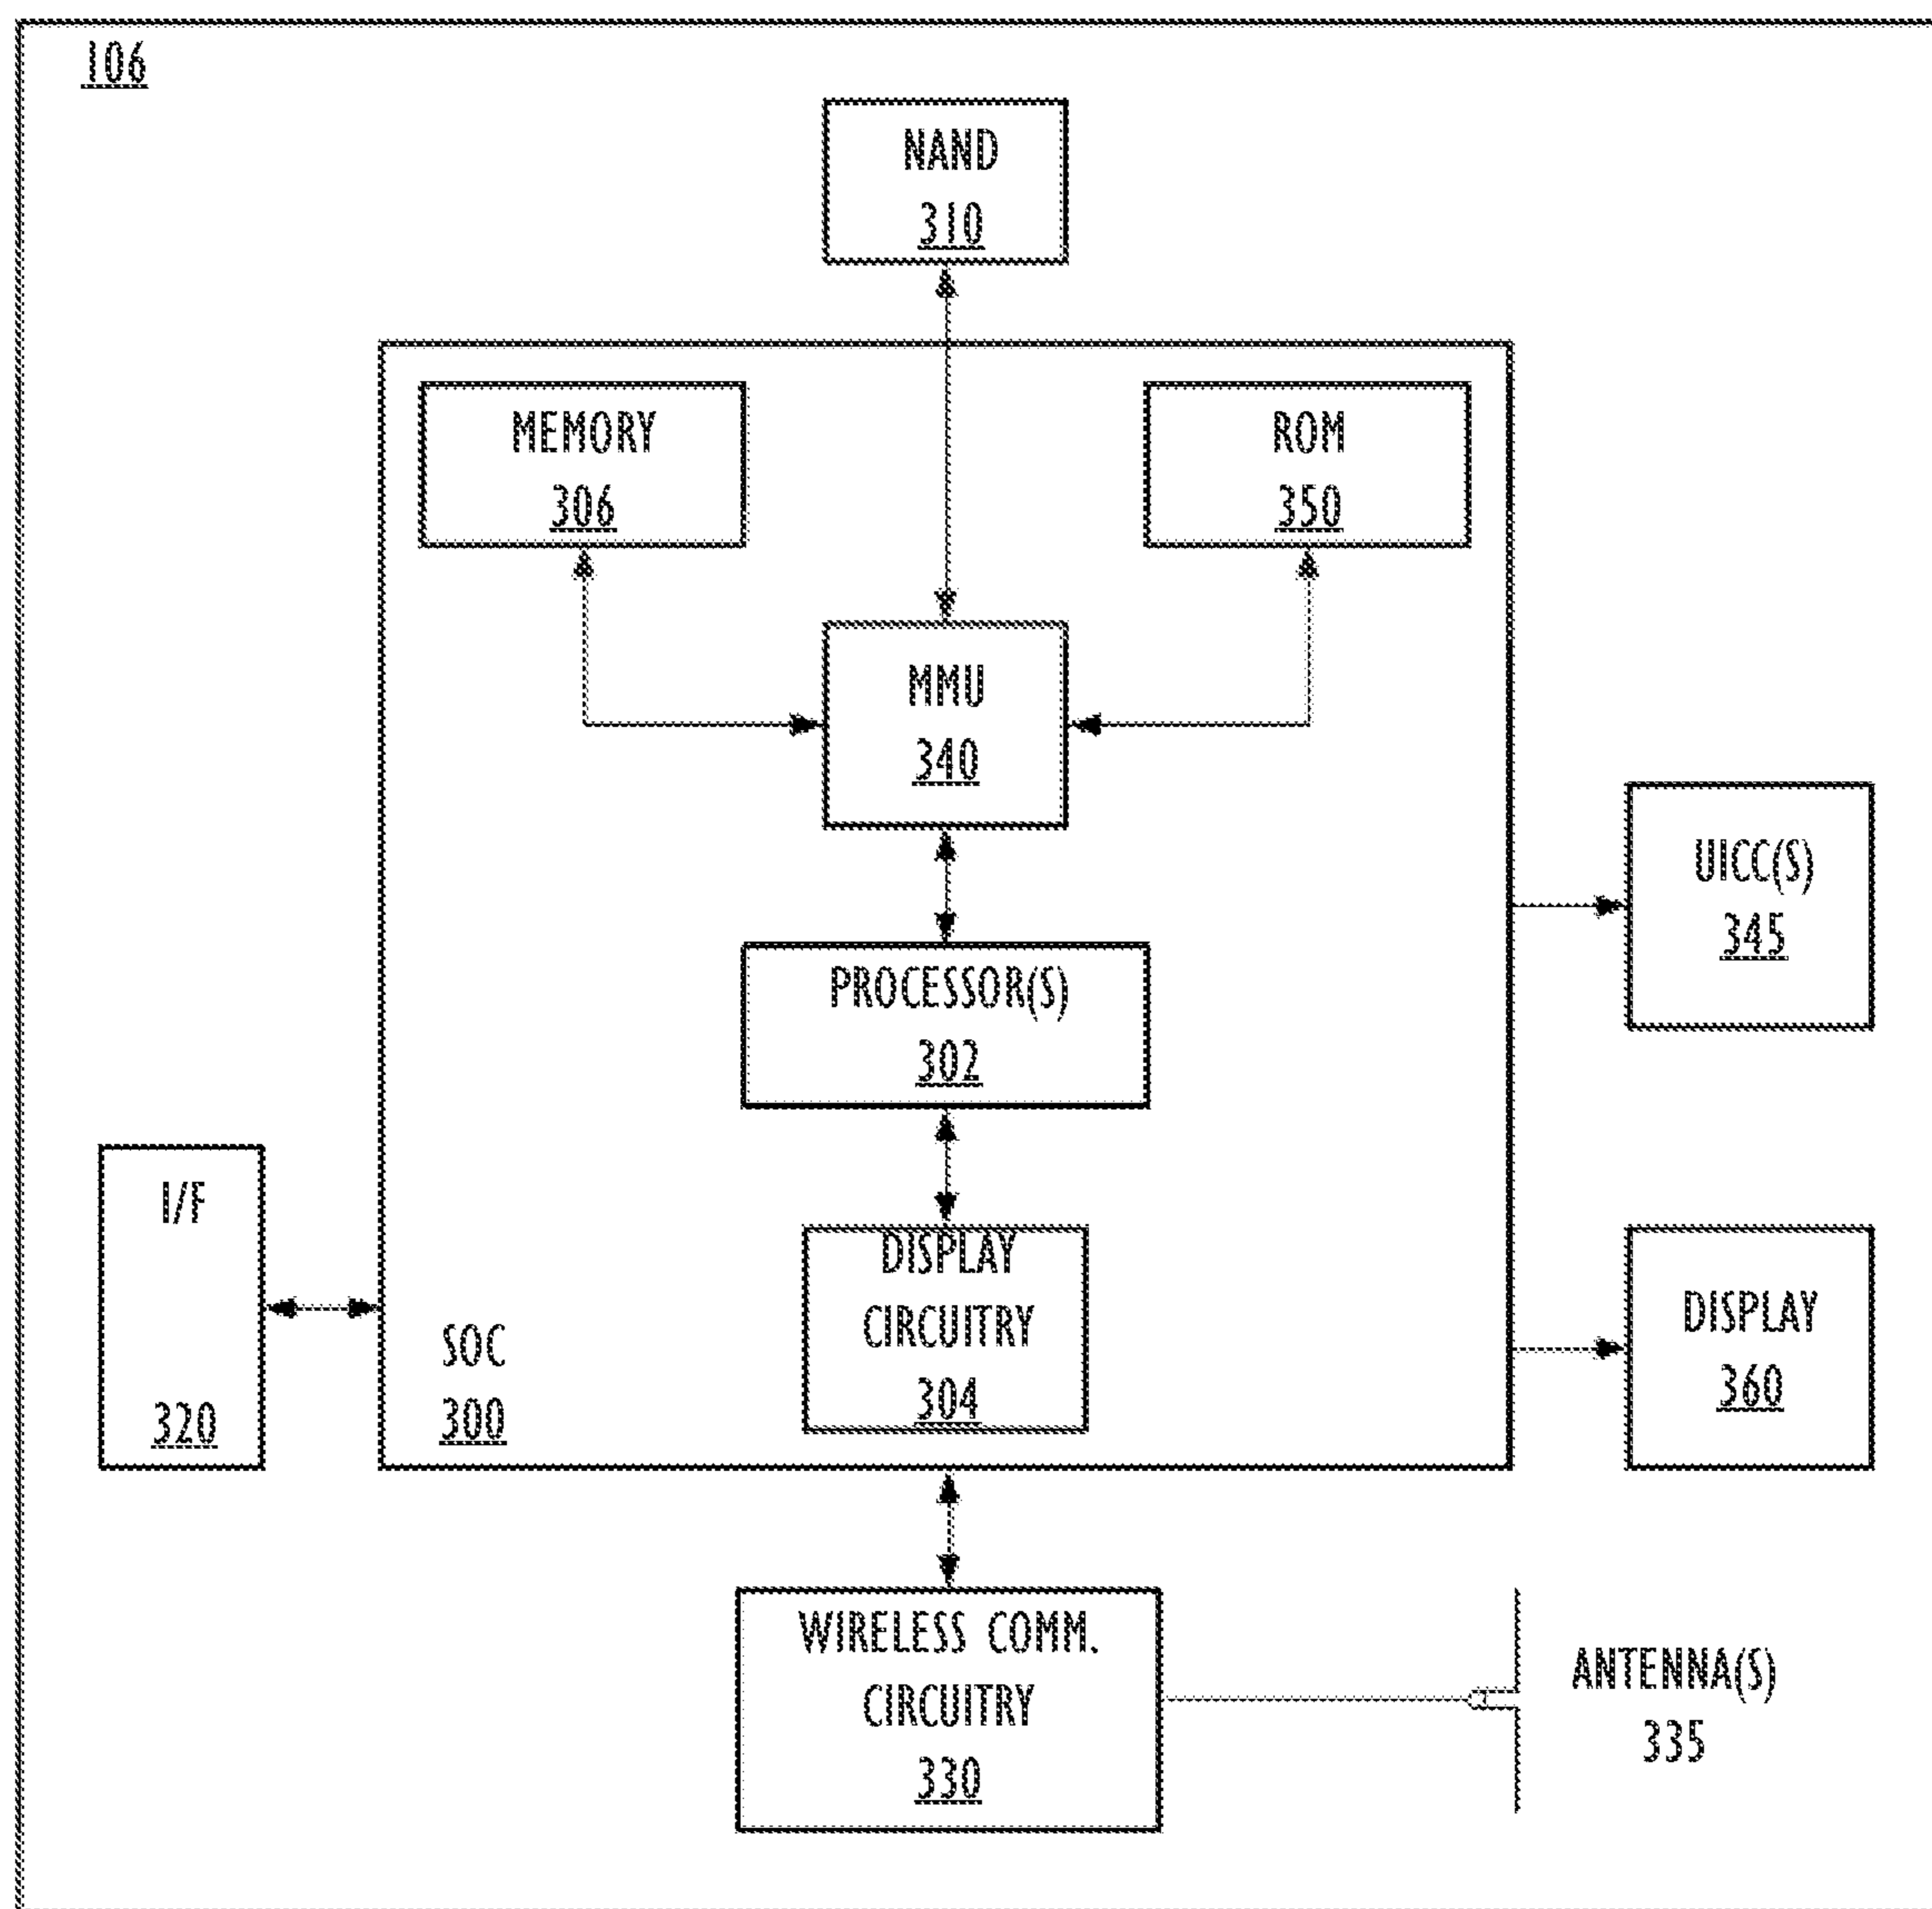 106
NAND
310
MEMORY
306
ROM
350
MMU
340
UICC(S)
345
PROCESSOR(S)
302
I/F
320
DISPLAY
CIRCUITRY
304
SOC
300
DISPLAY
360
WIRELESS COMM.
CIRCUITRY
330
ANTENNA(S)
335